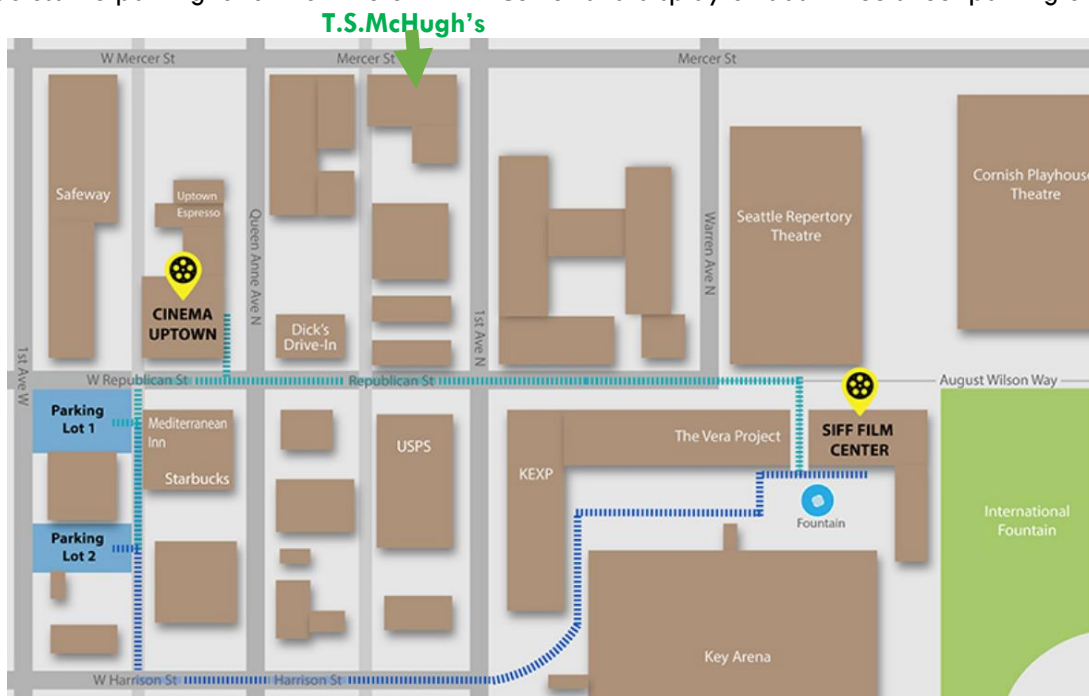 T.S.McHugh's
W Mercer St
Mercer St
Mercer St
Safeway
Uptown
Espresso
Queen Anne Ave N
CINEMA
UPTOWN
Dick's
Drive-In
1st Ave N
Warren Ave N
Seattle Repertory
Theatre
Cornish Playhouse
Theatre
1st Ave W
W Republican St
Republican St
August Wilson Way
Parking
Lot 1
Mediterranean
Inn
Starbucks
USPS
KEXP
The Vera Project
SIFF FILM
CENTER
Parking
Lot 2
Fountain
International
Fountain
Key Arena
W Harrison St
Harrison St